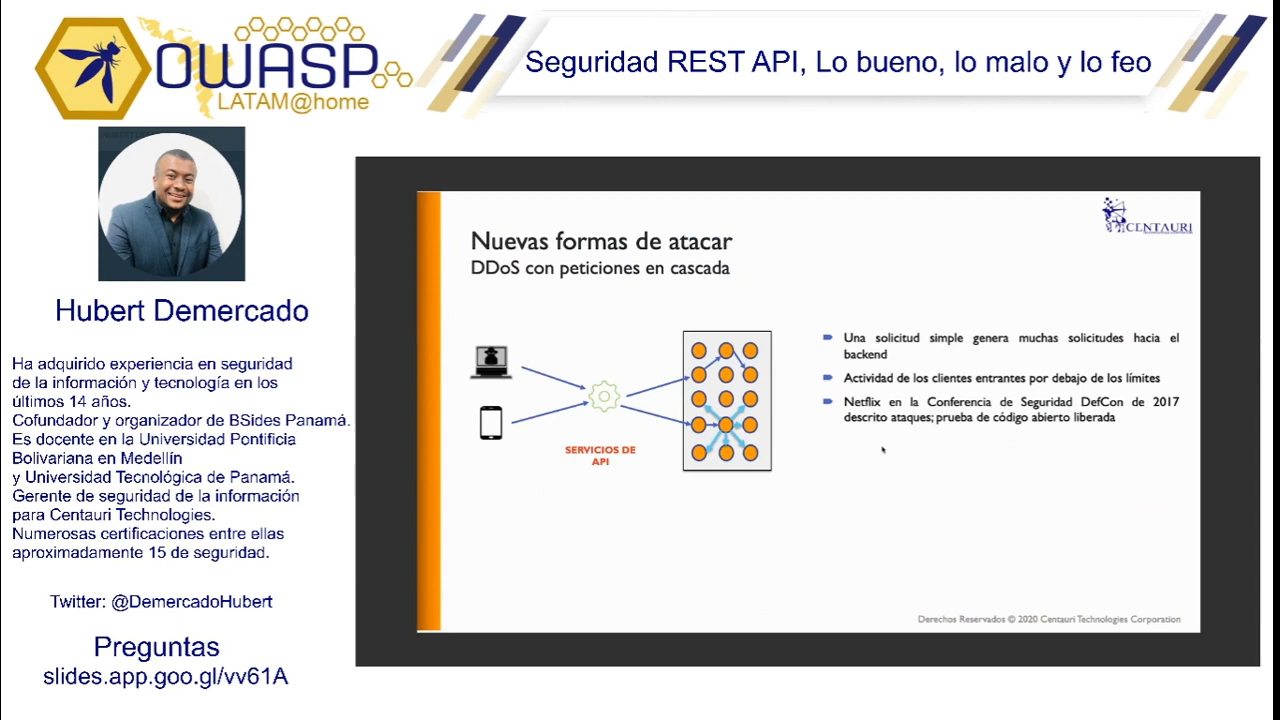 OWASP
LATAM@home
Seguridad REST API, Lo bueno, lo malo y lo feo
Hubert Demercado
Ha adquirido experiencia en seguridad
de la información y tecnología en los
últimos 14 años.
Cofundador y organizador de BSides Panamá.
Es docente en la Universidad Pontificia
Bolivariana en Medellín
y Universidad Tecnológica de Panamá.
Gerente de seguridad de la información
para Centauri Technologies.
Numerosas certificaciones entre ellas
aproximadamente 15 de seguridad.
Twitter: @DemercadoHubert
Preguntas
slides.app.goo.gl/vv61A
CENTAURI
Nuevas formas de atacar
DDoS con peticiones en cascada
SERVICIOS DE
API
Una solicitud simple genera muchas solicitudes hacia el
backend
Actividad de los clientes entrantes por debajo de los límites
Netflix en la Conferencia de Seguridad DefCon de 2017
descrito ataques; prueba de código abierto liberada
Derechos Reservados © 2020 Centauri Technologies Corporation